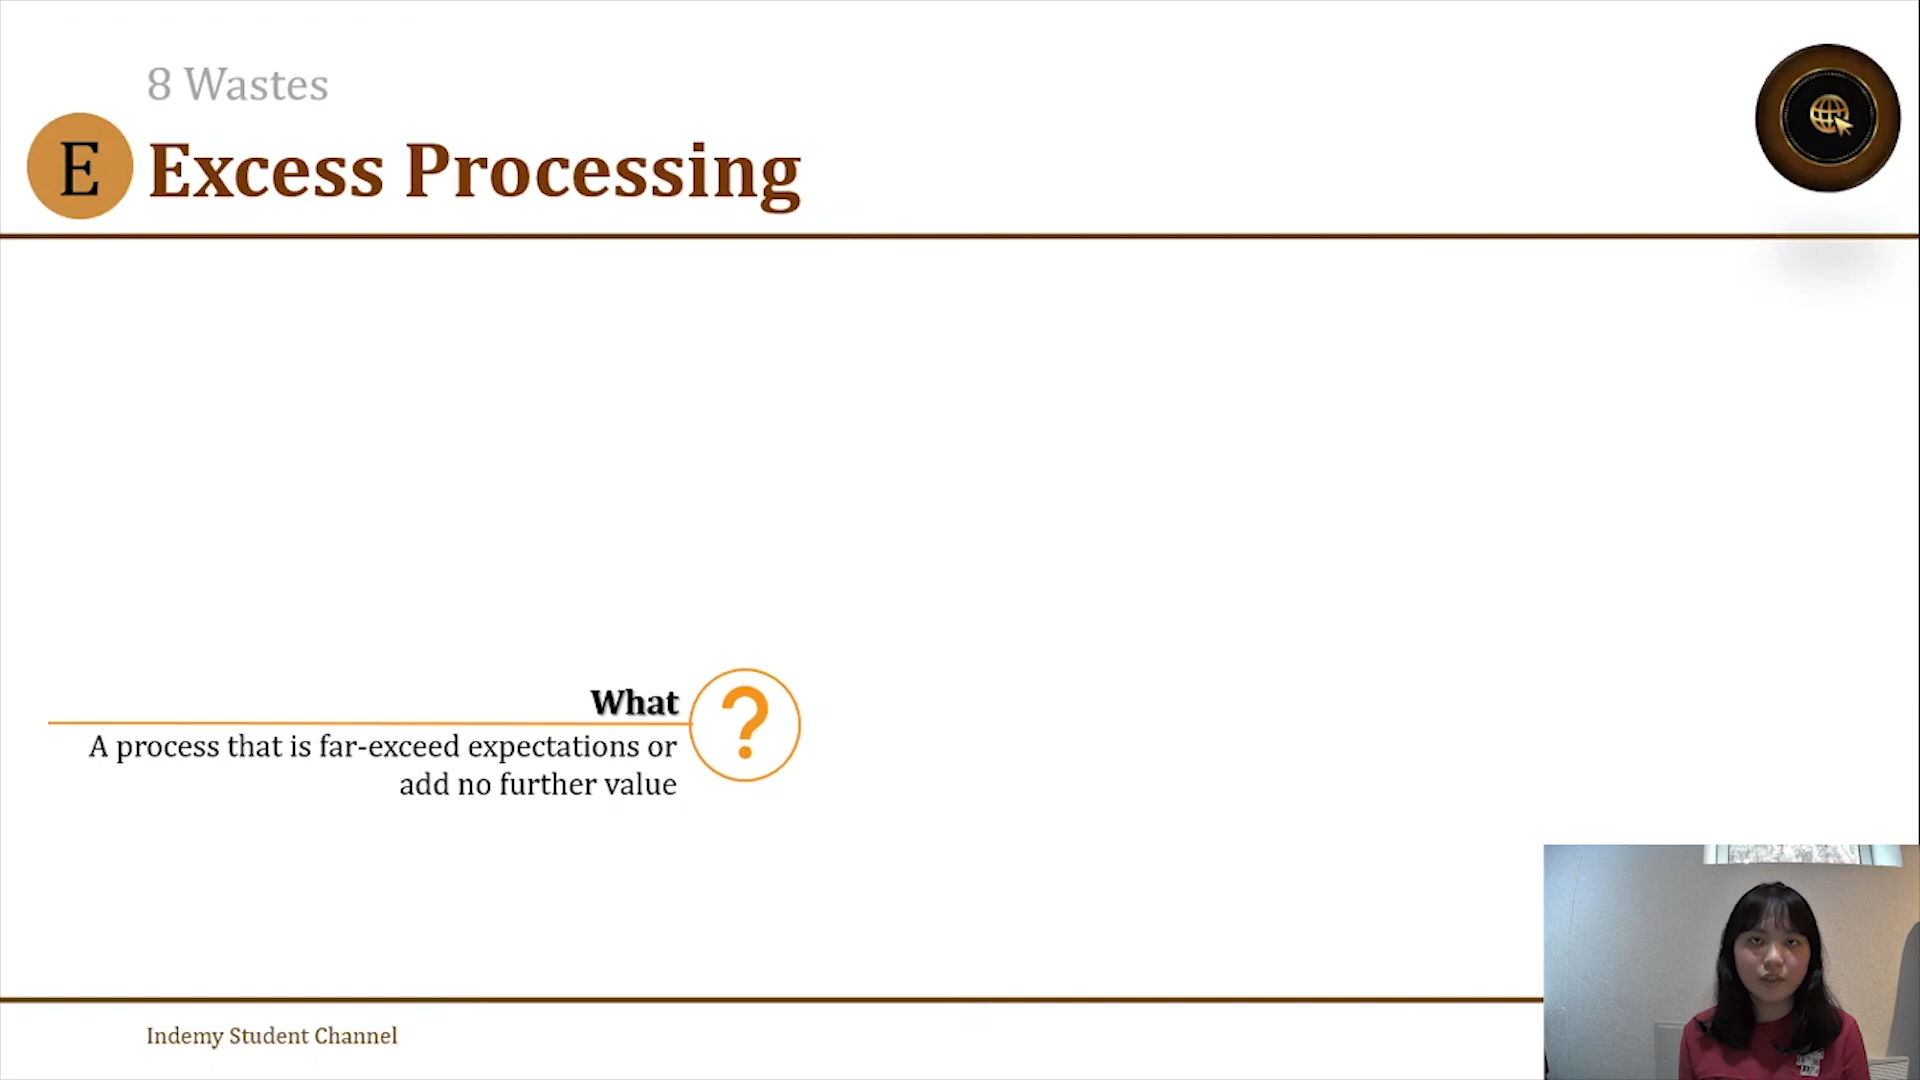 8 Wastes
E Excess Processing
What
?
A process that is far-exceed expectations or
add no further value
Indemy Student Channel